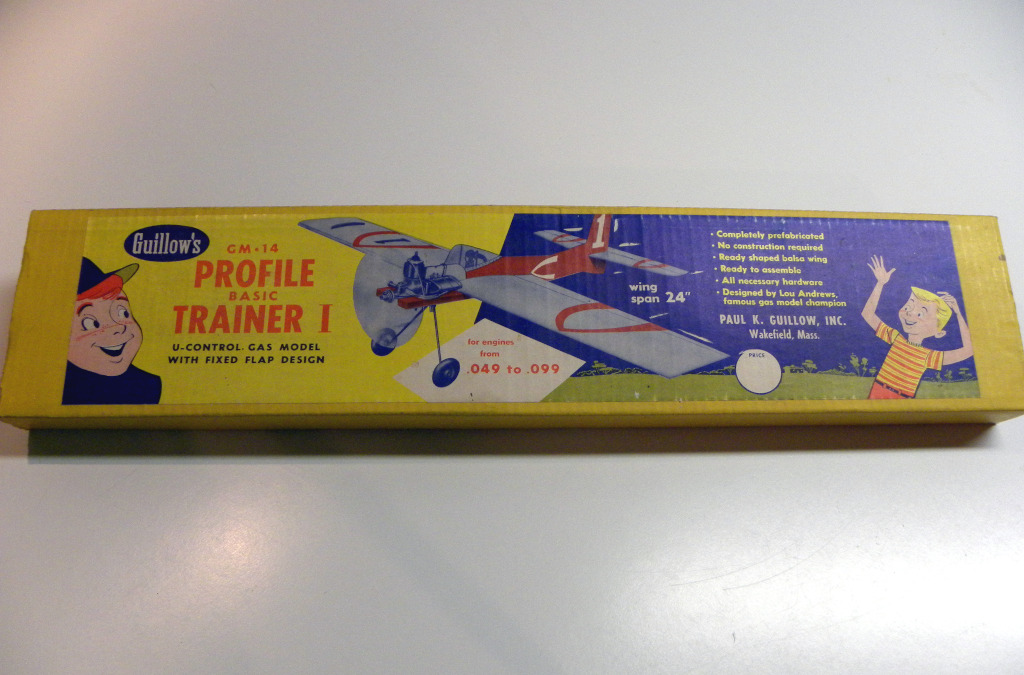 Guillow's
GM-14
PROFILE
BASIC
TRAINER I
U-CONTROL GAS MODEL
WITH FIXED FLAP DESIGN
for engines
from
.049 to .099
1
wing
span 24"
• Completely prefabricated
• No construction required
• Ready shaped balsa wing
• Ready to assemble
• All necessary hardware
• Designed by Lou Andrews,
famous gas model champion
PAUL K. GUILLOW, INC.
Wakefield, Mass.
PRICE